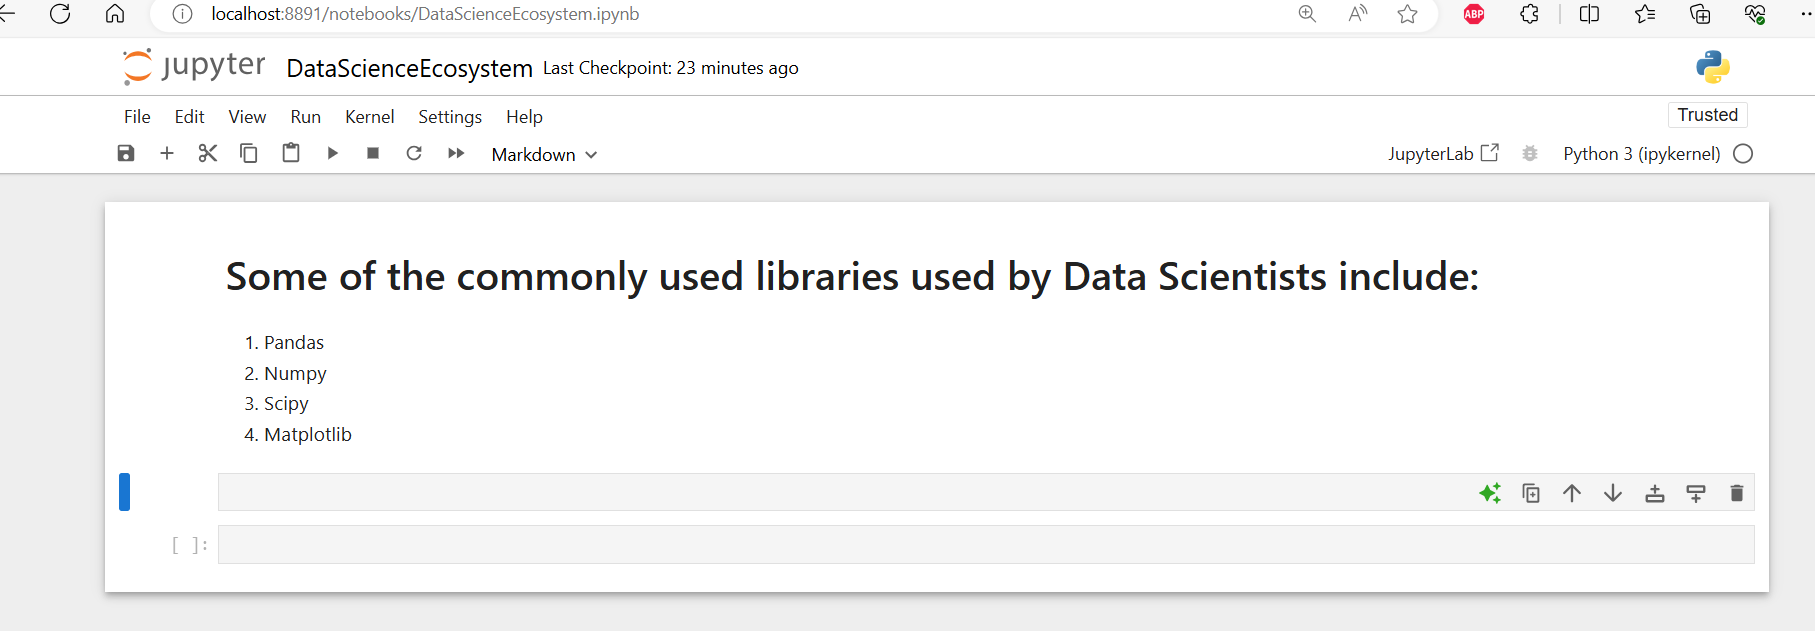 localhost:8891/notebooks/DataScienceEcosystem.ipynb
ABP
jupyter DataScienceEcosystem Last Checkpoint: 23 minutes ago
File Edit View Run Kernel Settings Help Trusted
Markdown JupyterLab Python 3 (ipykernel)
Some of the commonly used libraries used by Data Scientists include:
1. Pandas
2. Numpy
3. Scipy
4. Matplotlib
[ ]: